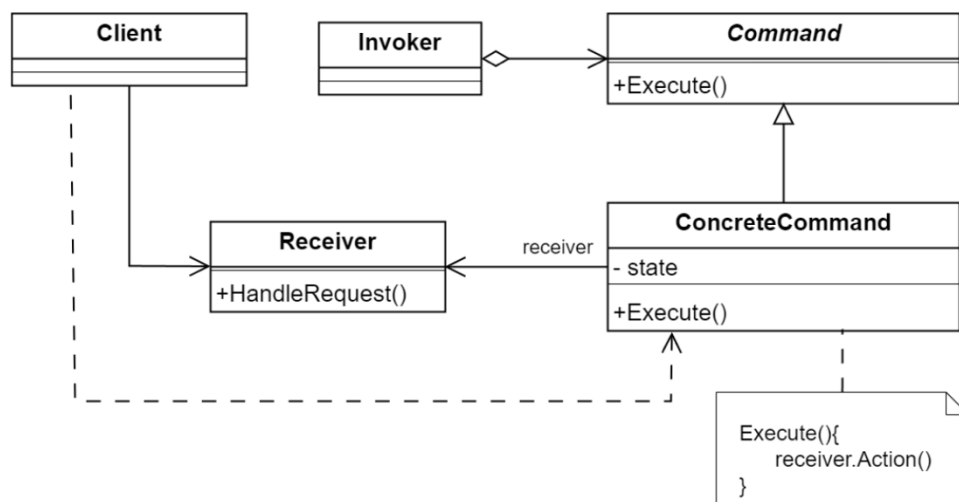 Client
Invoker
Command
+Execute()
Receiver
+HandleRequest()
receiver
ConcreteCommand
- state
+Execute()
Execute(){
receiver.Action()
}